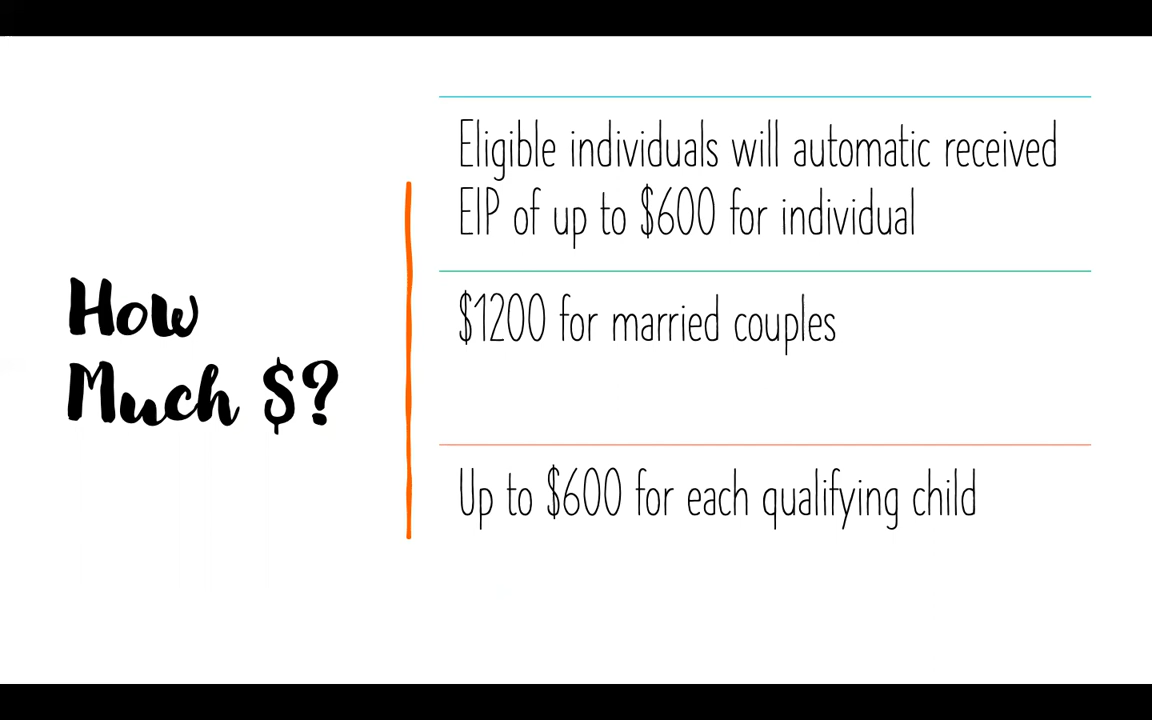 How
Much $?
Eligible individuals will automatic received
EIP of up to $600 for individual
$1200 for married couples
Up to $600 for each qualifying child